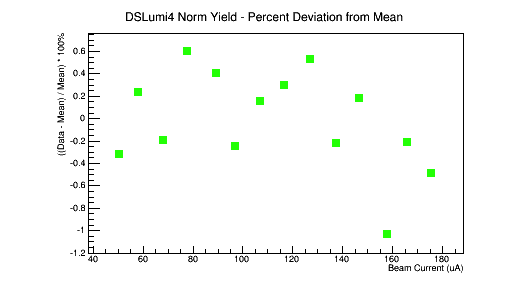 DSLumi4 Norm Yield - Percent Deviation from Mean
((Data - Mean) / Mean) * 100%
0.6
0.4
0.2
0
-0.2
-0.4
-0.6
-0.8
-1
-1.2
40 60 80 100 120 140 160 180
Beam Current (uA)